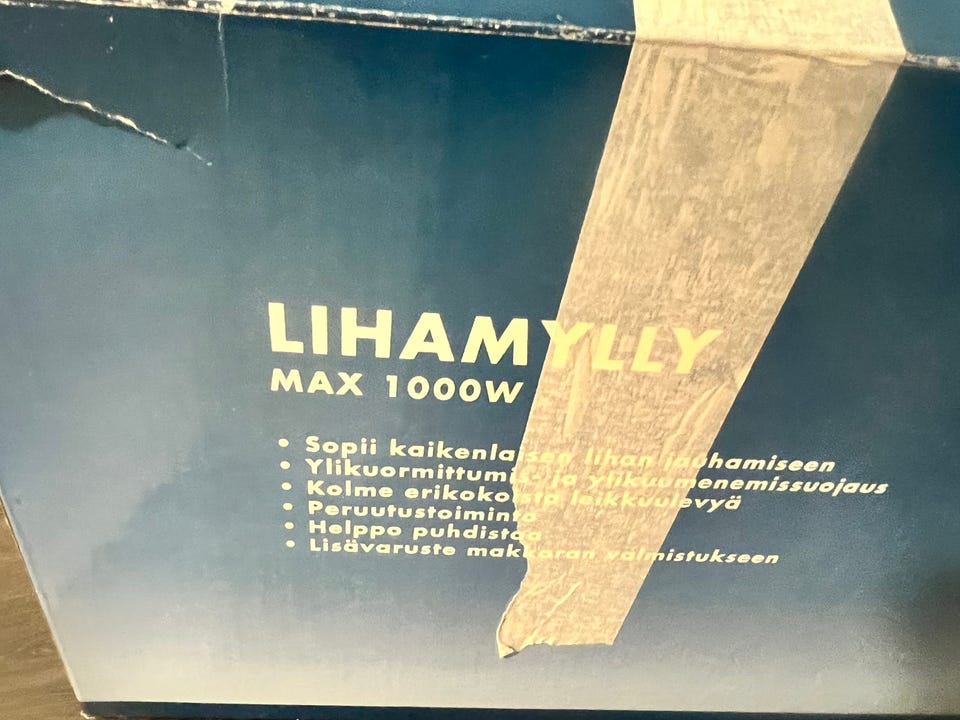 LIHAMYLLY
MAX 1000W
• Sopii kaikenlaisen lihan jauhamiseen
• Ylikuormittumis- ja ylikuumenemissuojaus
• Kolme erikokoista leikkuulevyä
• Peruutustoiminto
• Helppo puhdistaa
• Lisävaruste makkaran valmistukseen